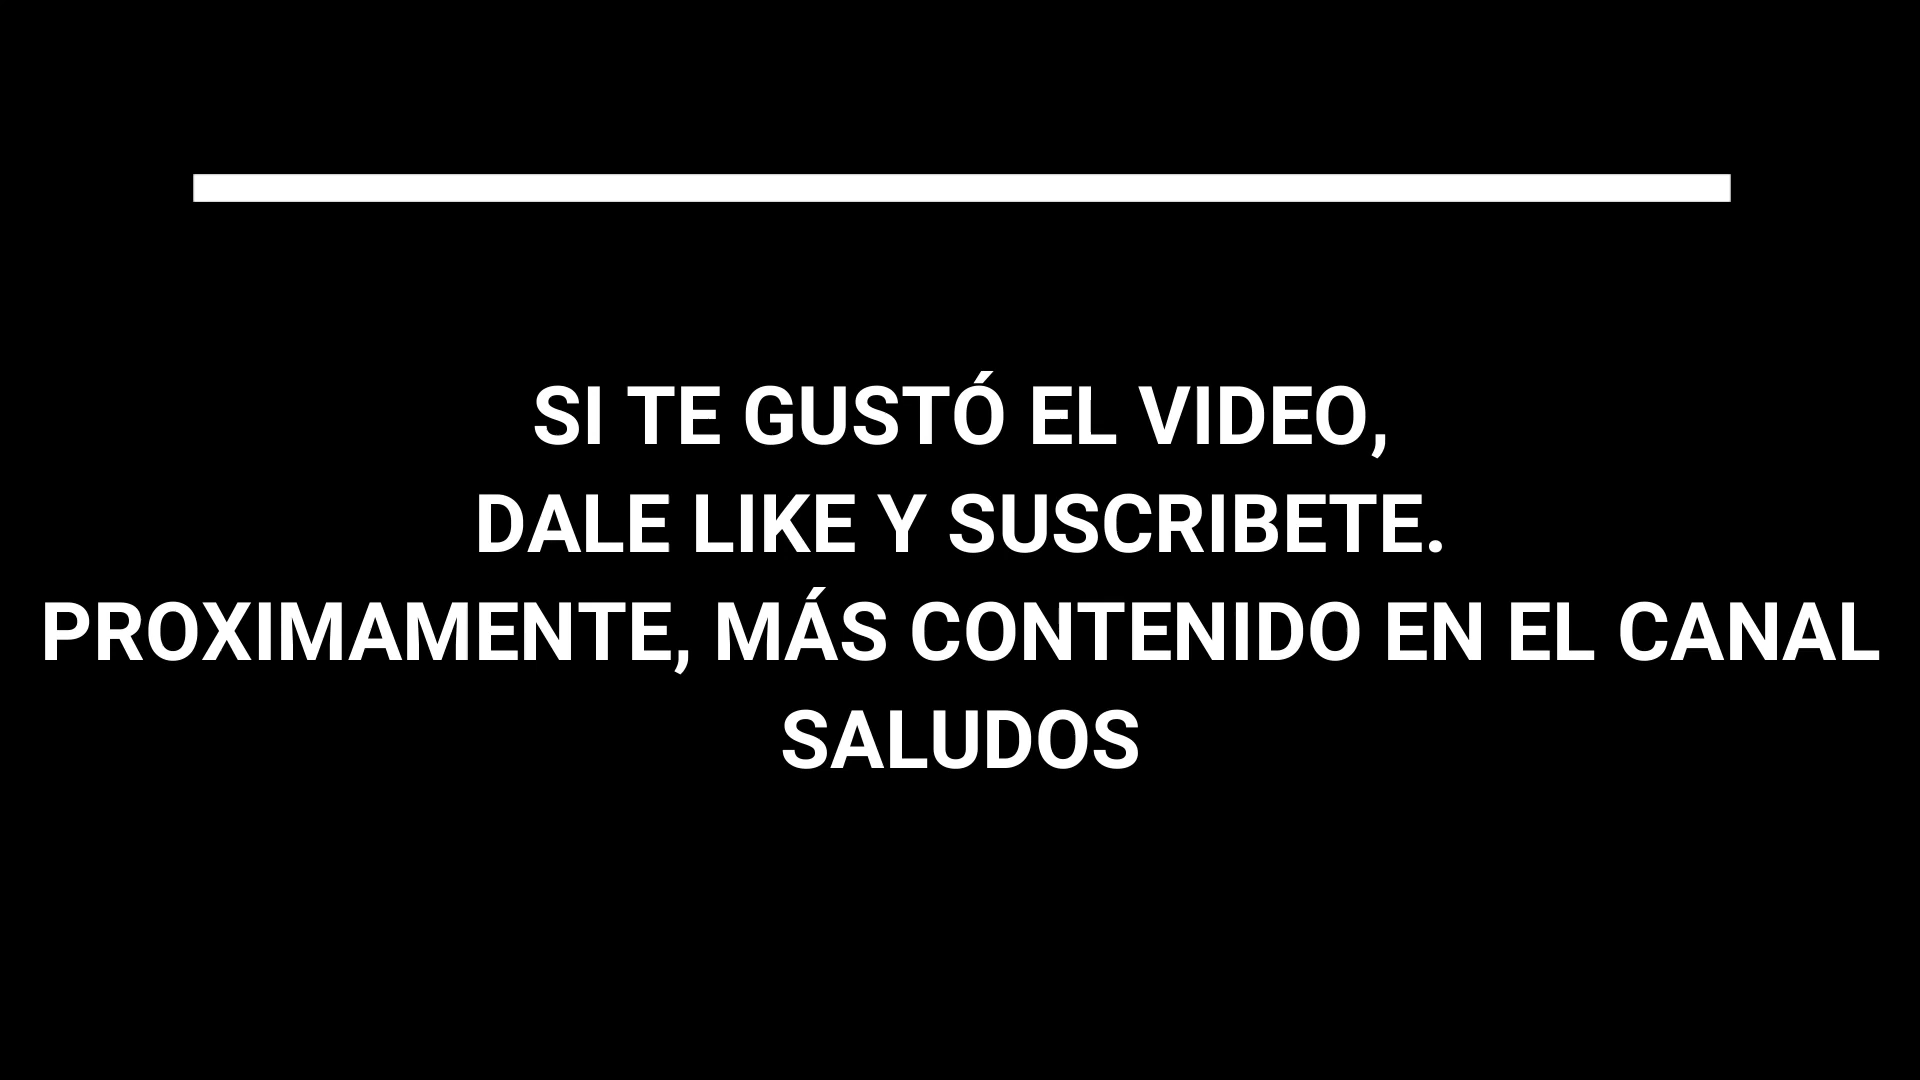 SI TE GUSTÓ EL VIDEO,
DALE LIKE Y SUSCRIBETE.
PROXIMAMENTE, MÁS CONTENIDO EN EL CANAL
SALUDOS